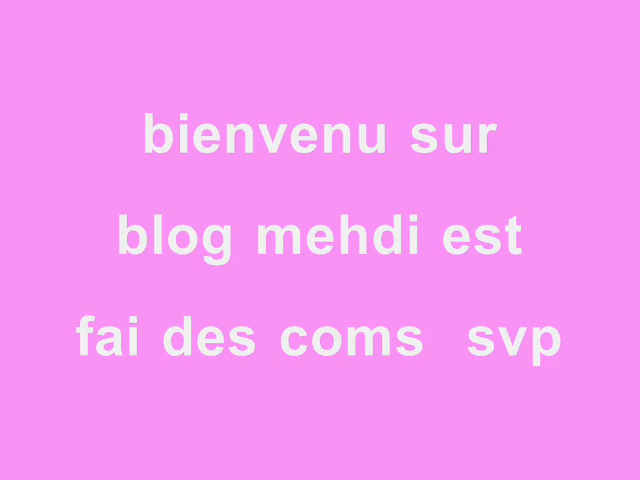 bienvenu sur
blog mehdi est
fai des coms  svp